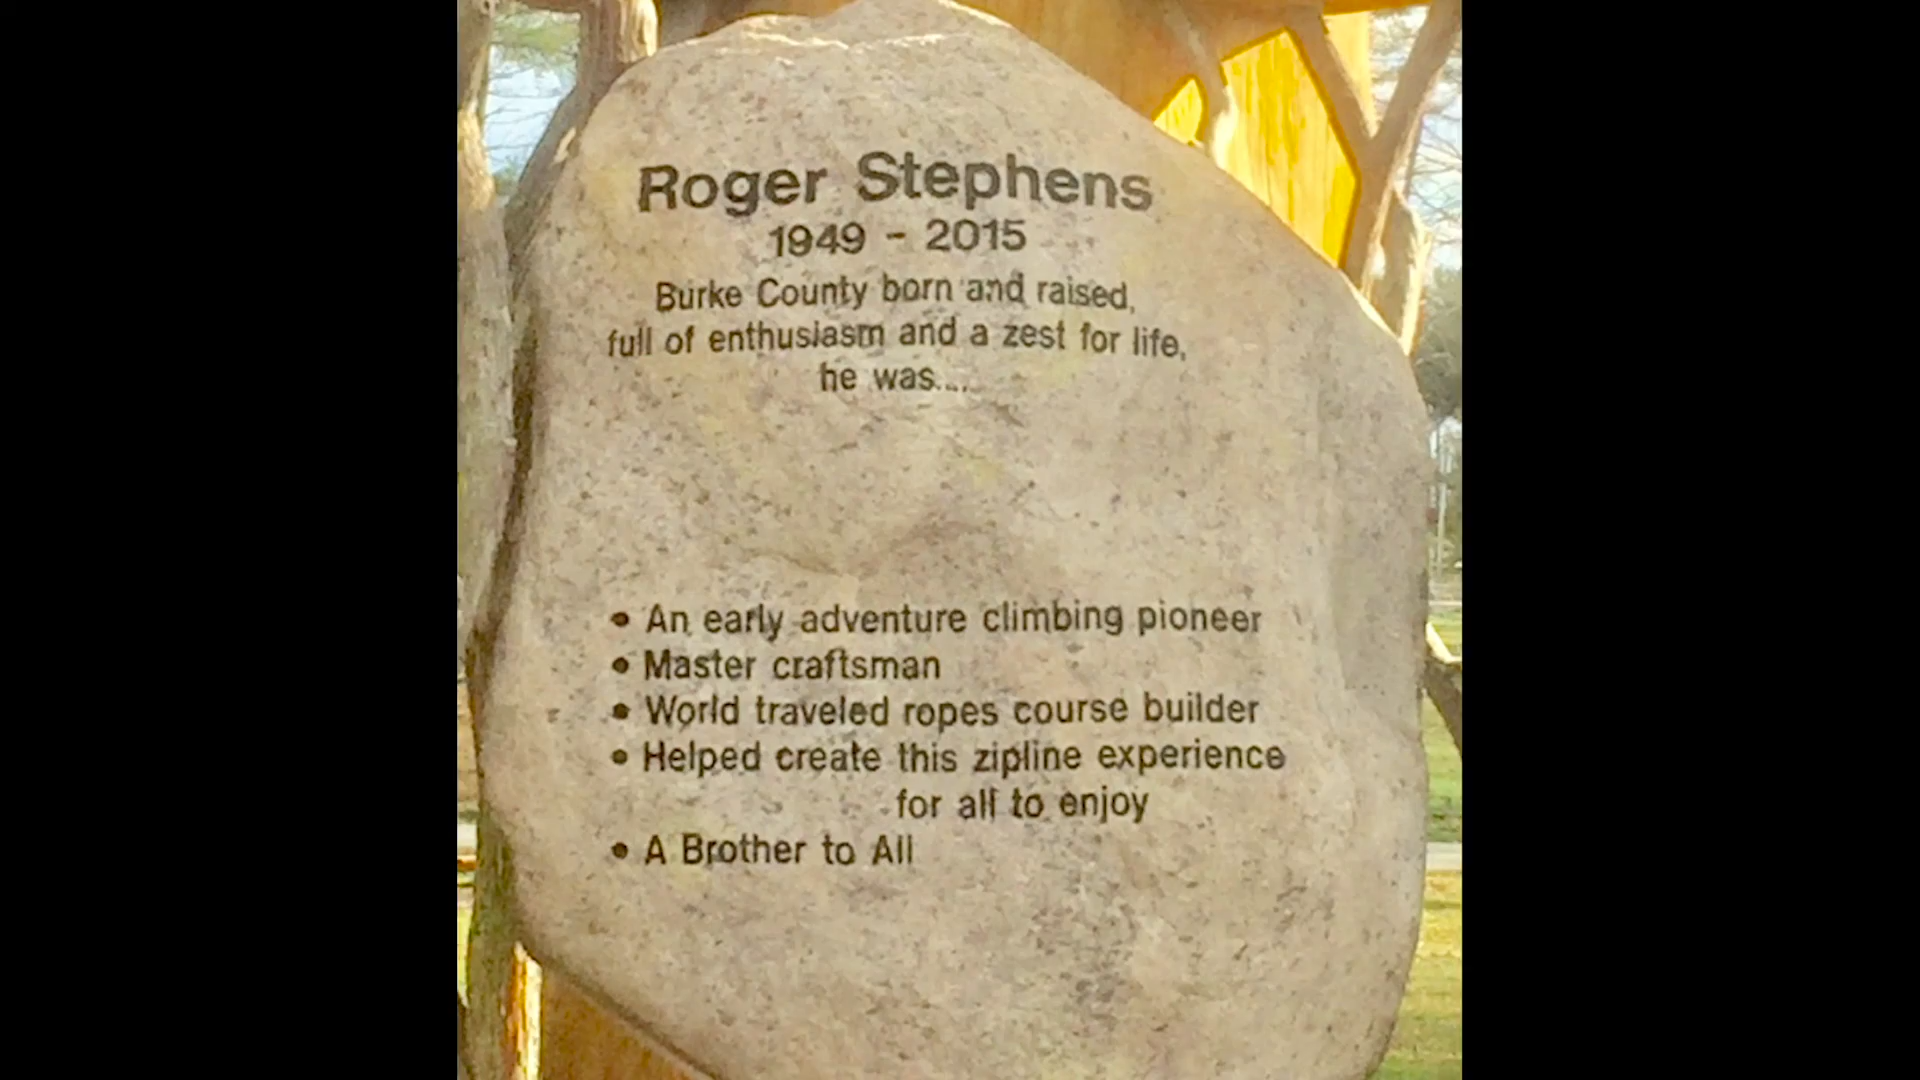 Roger Stephens
1949 - 2015
Burke County born and raised,
full of enthusiasm and a zest for life,
he was....
• An early adventure climbing pioneer
• Master craftsman
• World traveled ropes course builder
• Helped create this zipline experience
for all to enjoy
• A Brother to All